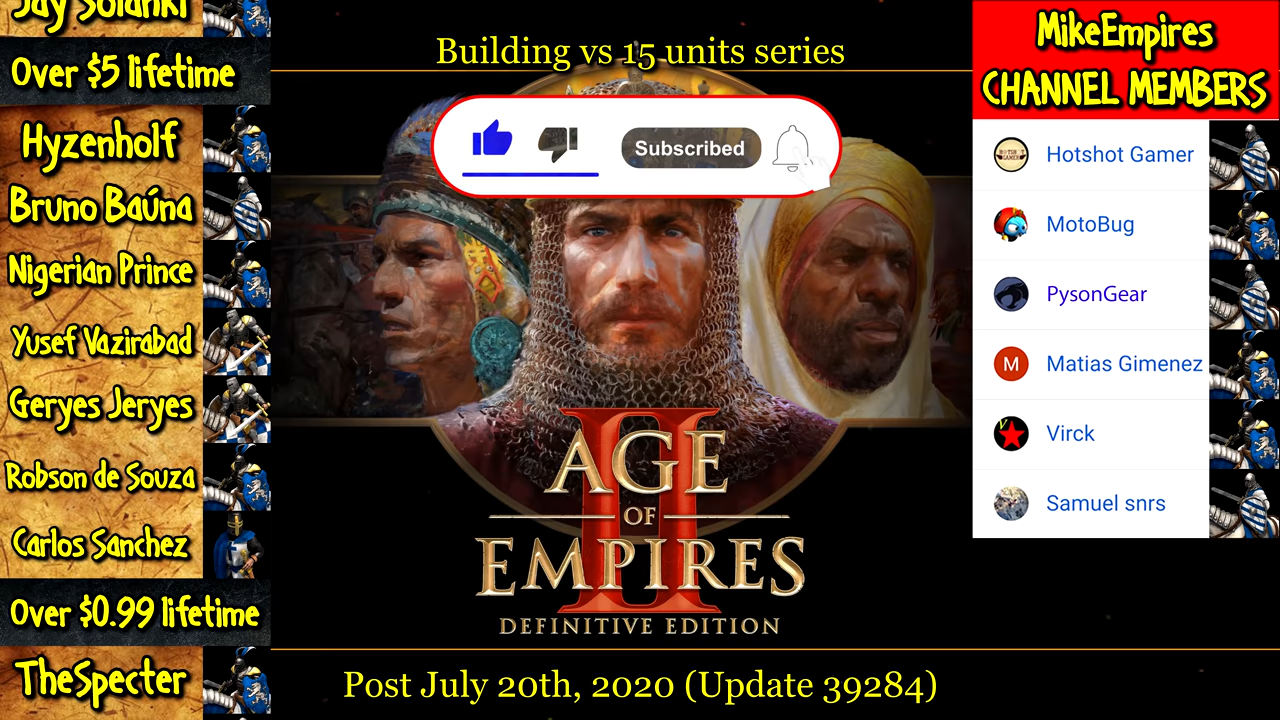 Jay Solanki
Over $5 lifetime
Hyzenholf
Bruno Baúna
Nigerian Prince
Yusef Vazirabad
Geryes Jeryes
Robson de Souza
Carlos Sanchez
Over $0.99 lifetime
TheSpecter
Building vs 15 units series
Subscribed
AGE
OF
EMPIRES
II
DEFINITIVE EDITION
Post July 20th, 2020 (Update 39284)
MikeEmpires
CHANNEL MEMBERS
Hotshot Gamer
MotoBug
PysonGear
M
Matias Gimenez
Virck
Samuel snrs